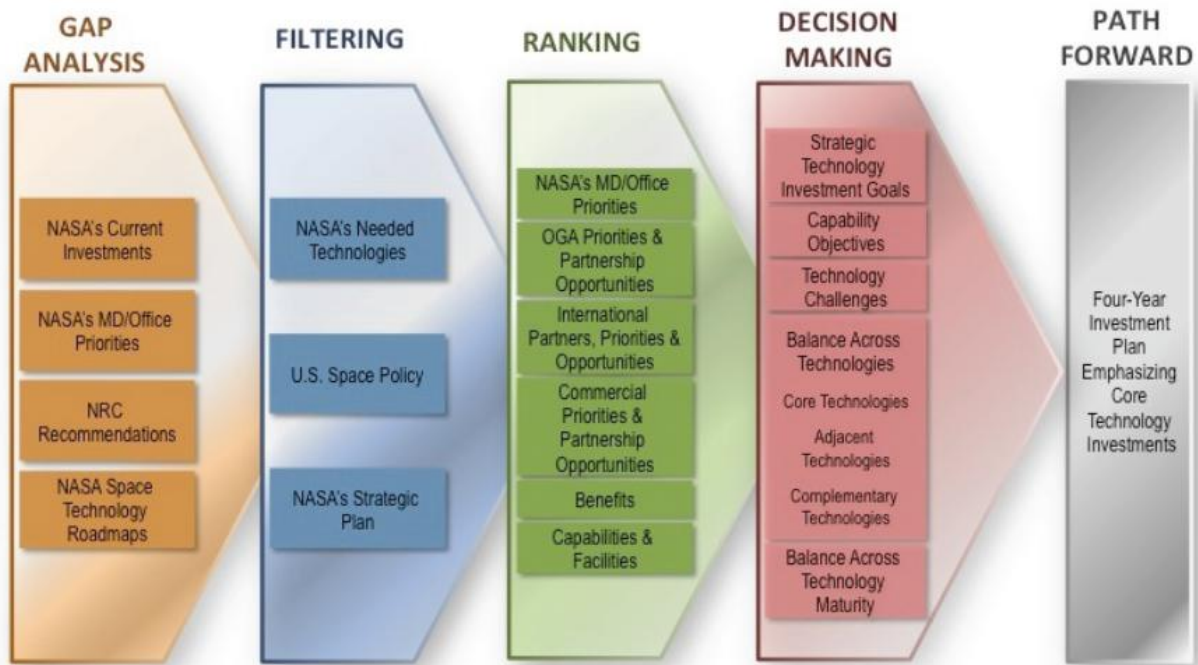 GAP
ANALYSIS
NASA's Current
Investments
NASA's MD/Office
Priorities
NRC
Recommendations
NASA Space
Technology
Roadmaps
FILTERING
NASA's Needed
Technologies
U.S. Space Policy
NASA's Strategic
Plan
RANKING
NASA's MD/Office
Priorities
OGA Priorities &
Partnership
Opportunities
International
Partners, Priorities &
Opportunities
Commercial
Priorities &
Partnership
Opportunities
Benefits
Capabilities &
Facilities
DECISION
MAKING
Strategic
Technology
Investment Goals
Capability
Objectives
Technology
Challenges
Balance Across
Technologies
Core Technologies
Adjacent
Technologies
Complementary
Technologies
Balance Across
Technology
Maturity
PATH
FORWARD
Four-Year
Investment
Plan
Emphasizing
Core
Technology
Investments